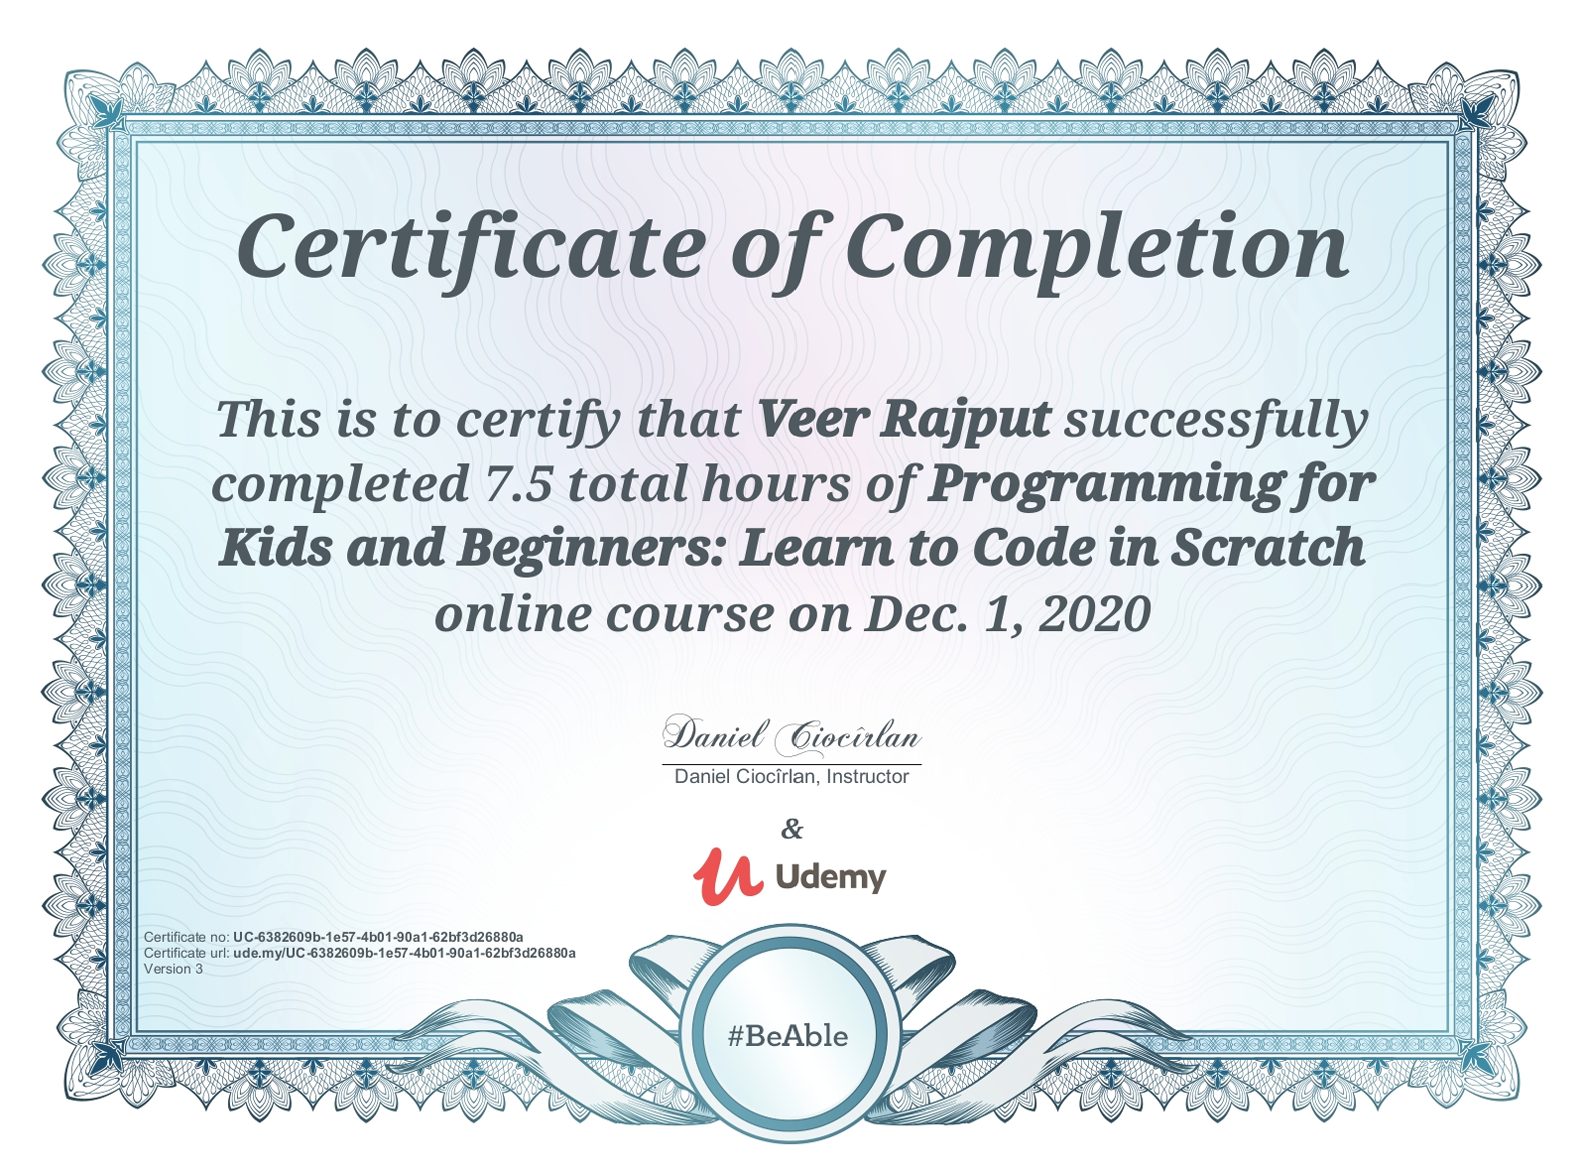 Certificate of Completion
This is to certify that Veer Rajput successfully
completed 7.5 total hours of Programming for
Kids and Beginners: Learn to Code in Scratch
online course on Dec. 1, 2020
Daniel Ciocîrlan
Daniel Ciocîrlan, Instructor
&
Udemy
Certificate no: UC-6382609b-1e57-4b01-90a1-62bf3d26880a
Certificate url: ude.my/UC-6382609b-1e57-4b01-90a1-62bf3d26880a
Version 3
#BeAble